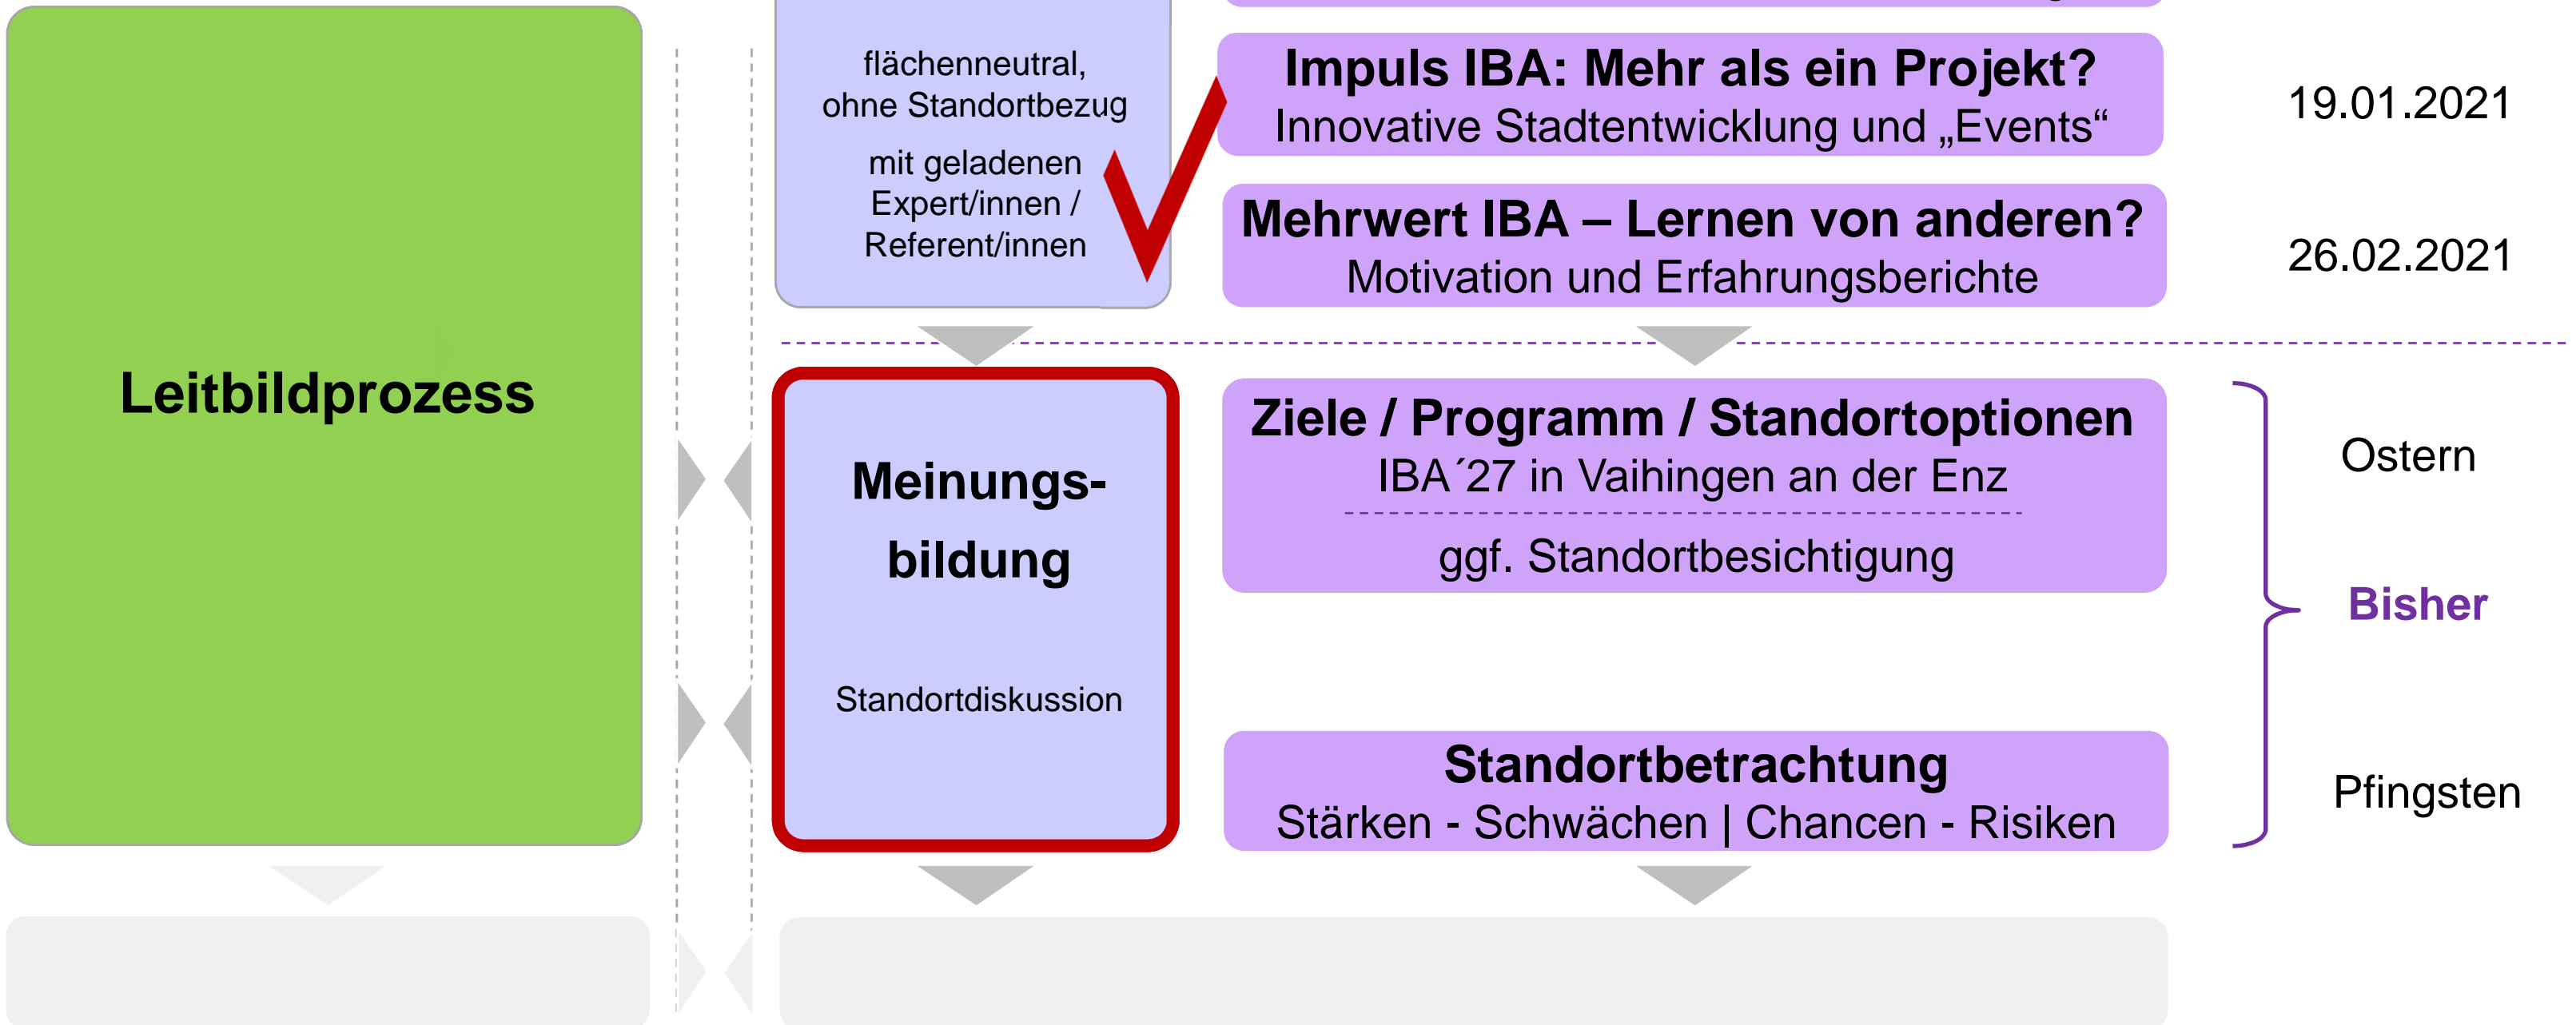 flächenneutral,
ohne Standortbezug
mit geladenen
Expert/innen /
Referent/innen
Impuls IBA: Mehr als ein Projekt?
Innovative Stadtentwicklung und „Events“
19.01.2021
Mehrwert IBA – Lernen von anderen?
Motivation und Erfahrungsberichte
26.02.2021
Leitbildprozess
Meinungs-
bildung
Standortdiskussion
Ziele / Programm / Standortoptionen
IBA´27 in Vaihingen an der Enz
ggf. Standortbesichtigung
Standortbetrachtung
Stärken - Schwächen | Chancen - Risiken
Ostern
Bisher
Pfingsten